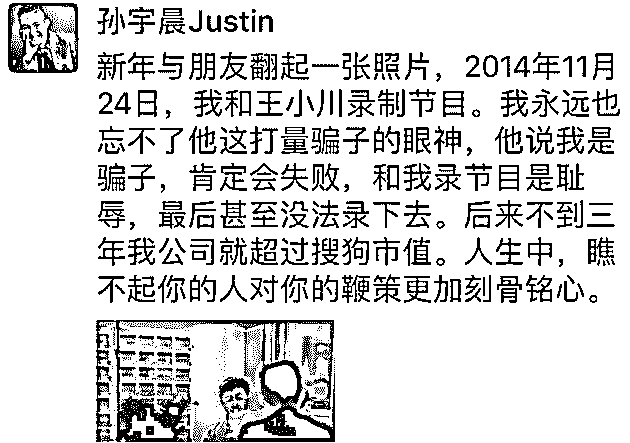 孙宇晨Justin
新年与朋友翻起一张照片，2014年11月
24日，我和王小川录制节目。我永远也
忘不了他这打量骗子的眼神，他说我是
骗子，肯定会失败，和我录节目是耻
辱，最后甚至没法录下去。后来不到三
年我公司就超过搜狗市值。人生中，瞧
不起你的人对你的鞭策更加刻骨铭心。